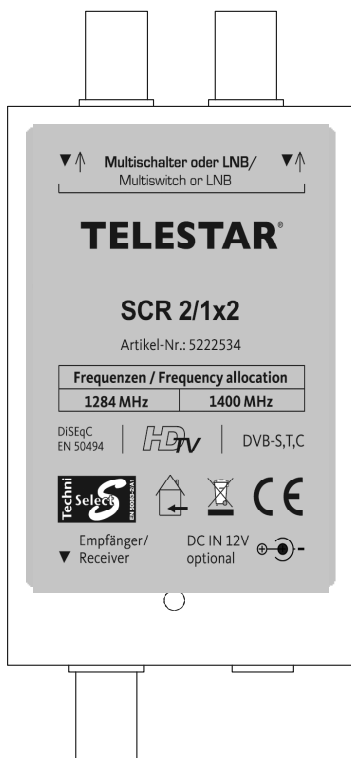 Multischalter oder LNB/
Multiswitch or LNB
TELESTAR®
SCR 2/1x2
Artikel-Nr.: 5222534
Frequenzen / Frequency allocation
1284 MHz 1400 MHz
DiSEqC
EN 50494
HDTV
DVB-S,T,C
Techni
Select
EN 50083-2/A1
CE
Empfänger/
Receiver
DC IN 12V
optional